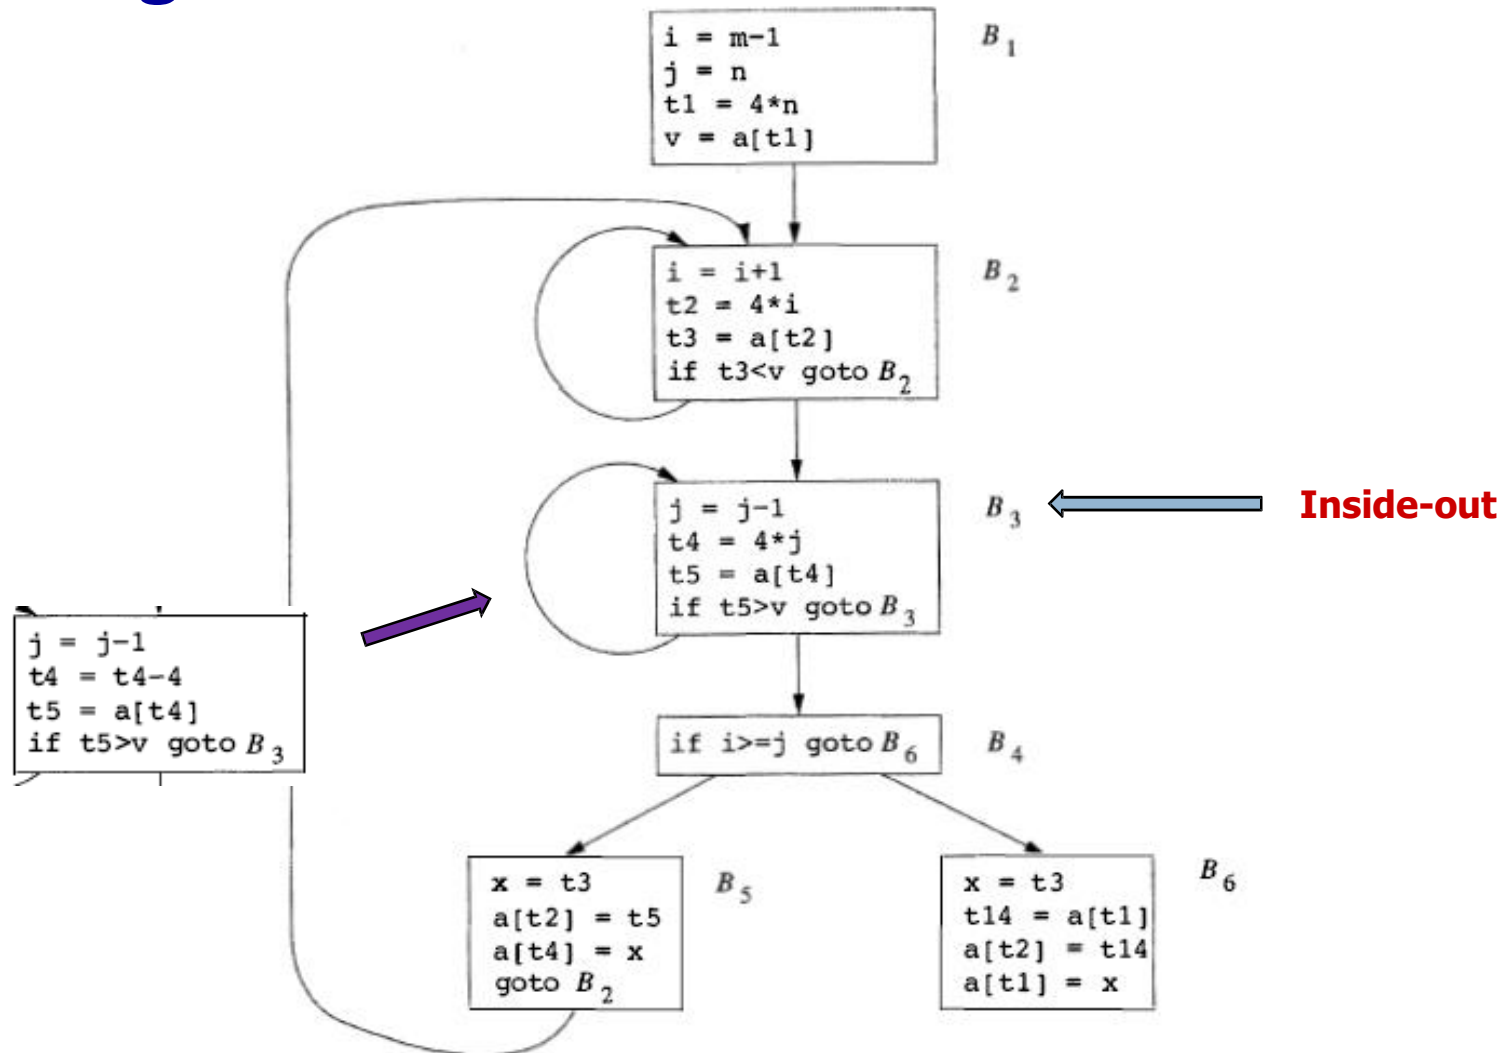 i = m-1
j = n
t1 = 4*n
v = a[t1]
B1
i = i+1
t2 = 4*i
t3 = a[t2]
if t3<v goto B2
B2
j = j-1
t4 = 4*j
t5 = a[t4]
if t5>v goto B3
B3
Inside-out
j = j-1
t4 = t4-4
t5 = a[t4]
if t5>v goto B3
if i>=j goto B6
B4
x = t3
a[t2] = t5
a[t4] = x
goto B2
B5
x = t3
t14 = a[t1]
a[t2] = t14
a[t1] = x
B6